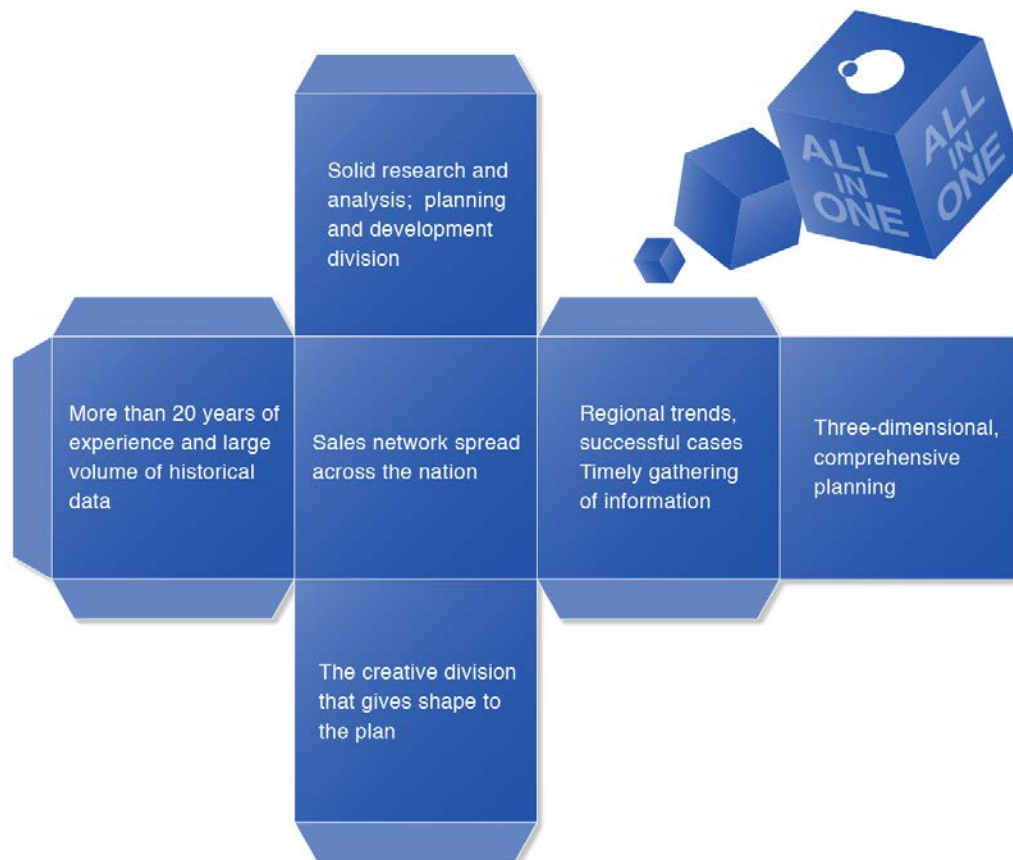 ALL
IN
ONE
ALL
IN
ONE
Solid research and
analysis;  planning
and development
division
More than 20 years of
experience and large
volume of historical
data
Sales network spread
across the nation
Regional trends,
successful cases
Timely gathering
of information
Three-dimensional,
comprehensive
planning
The creative division
that gives shape to
the plan